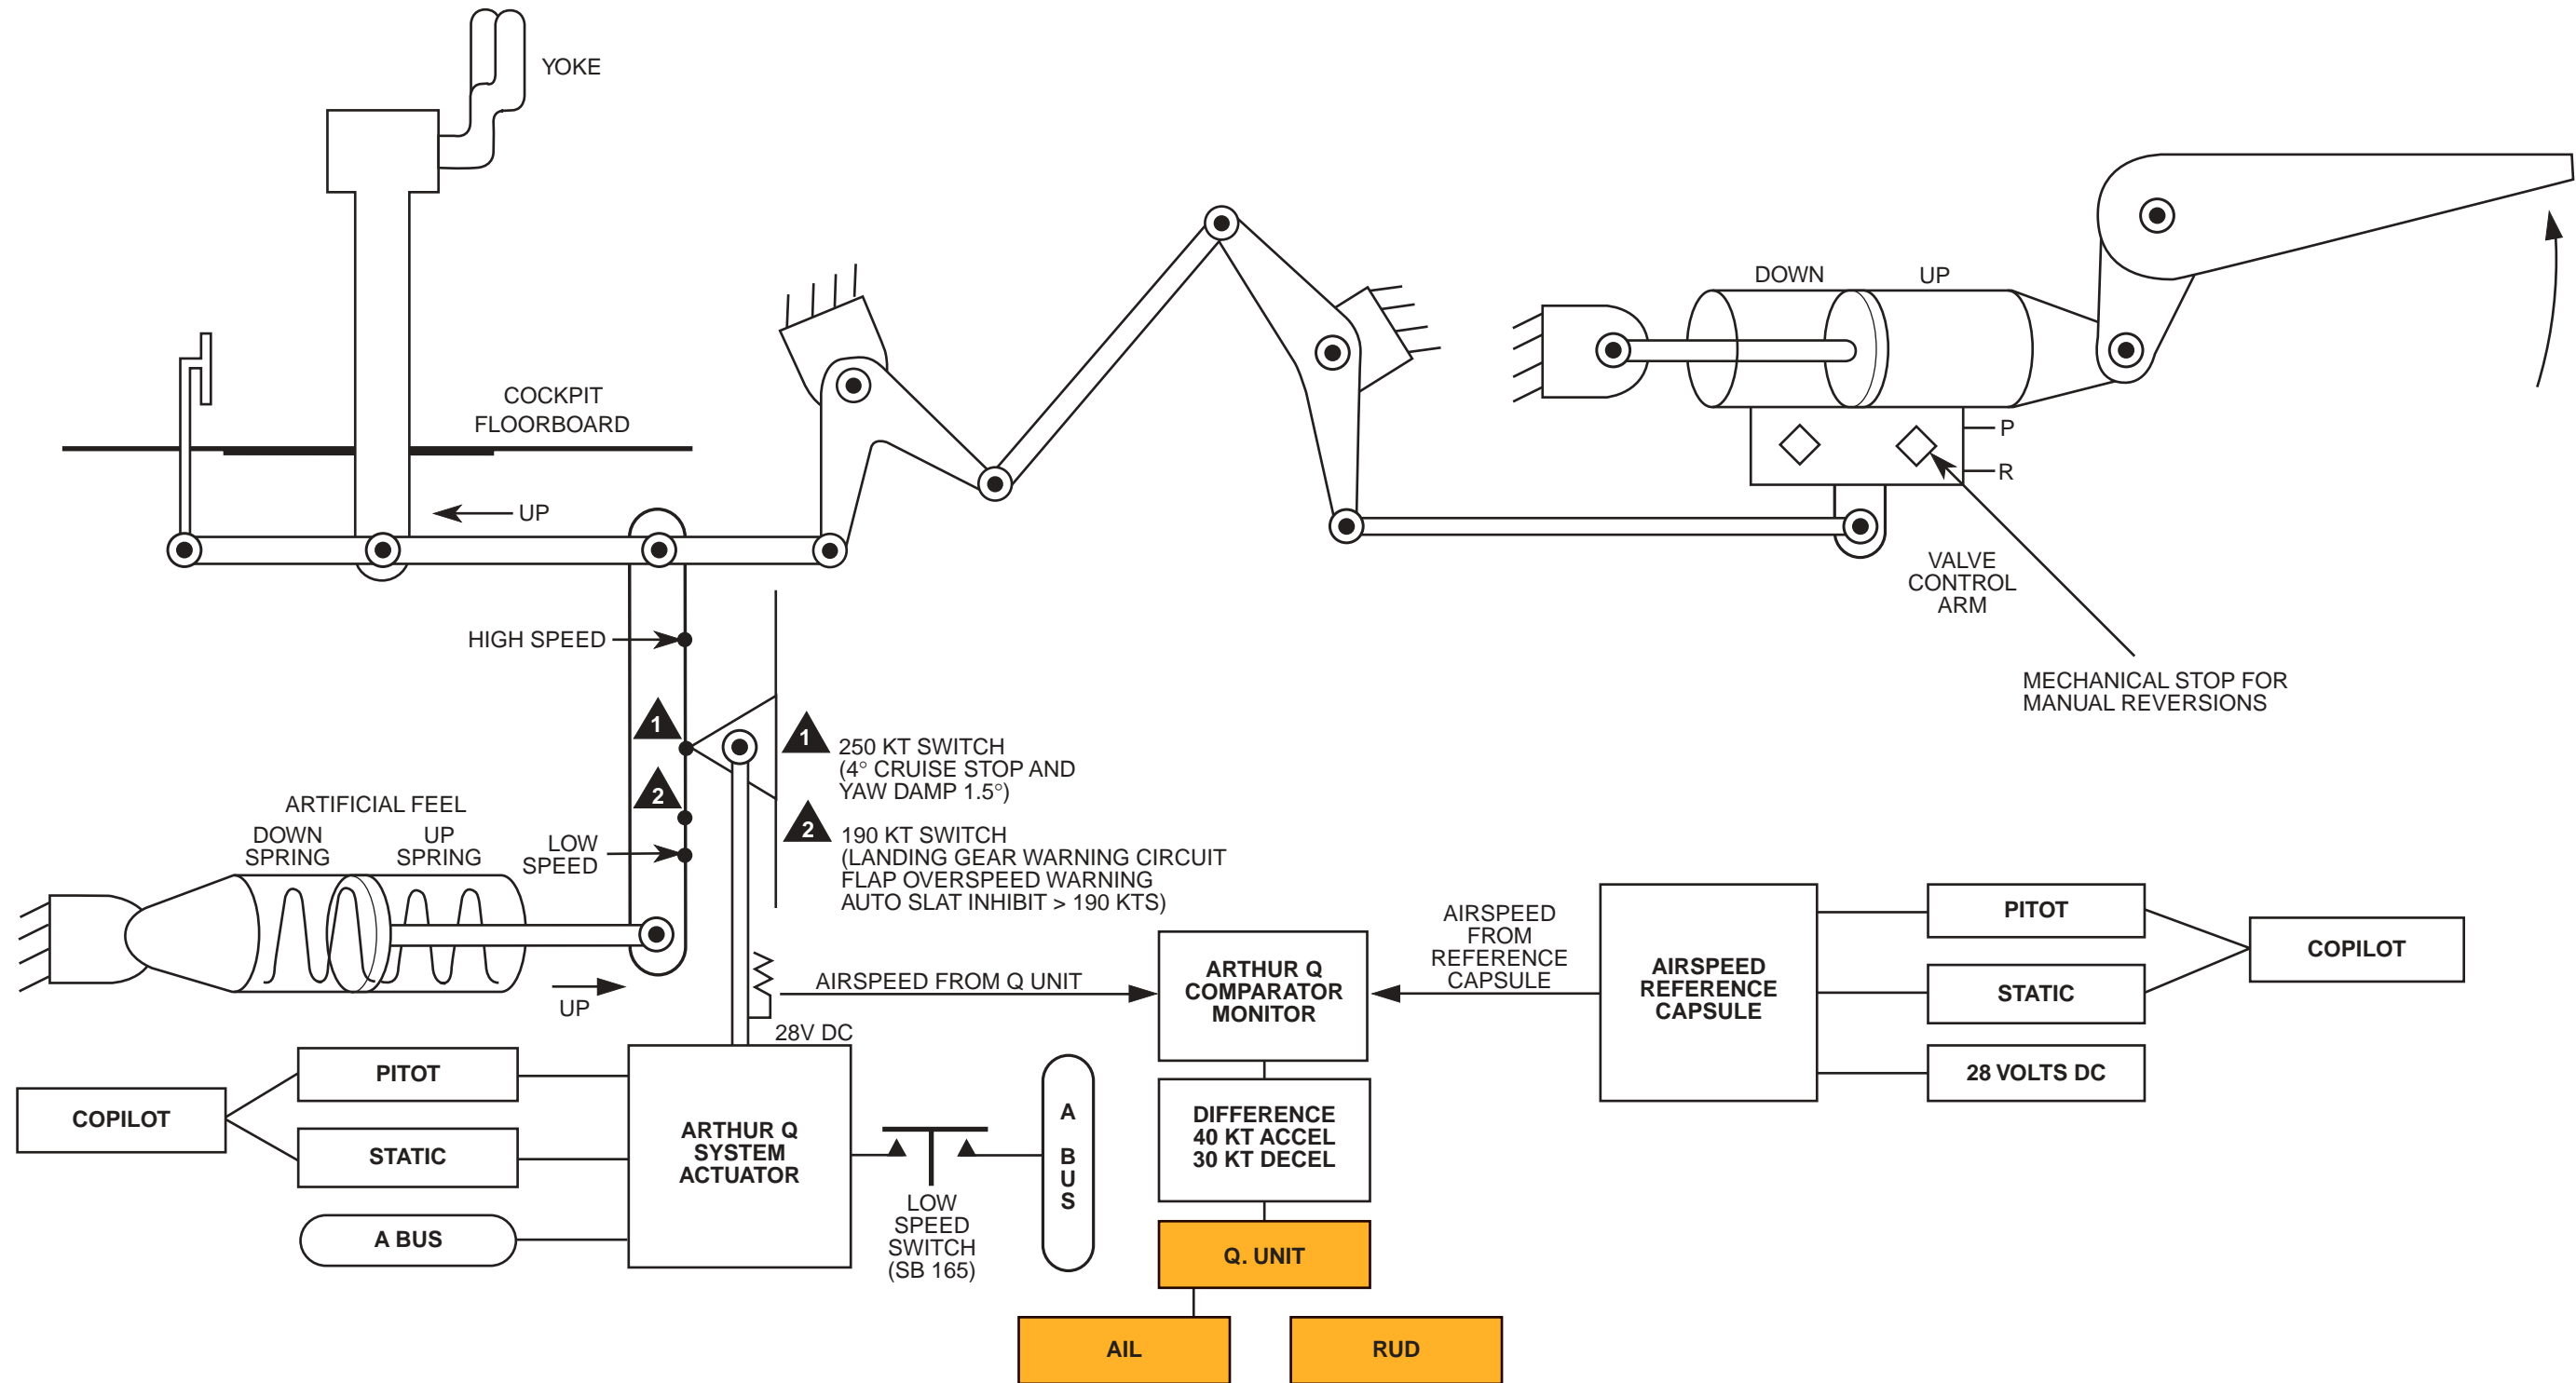 YOKE
COCKPIT
FLOORBOARD
UP
DOWN
UP
P
R
VALVE
CONTROL
ARM
MECHANICAL STOP FOR
MANUAL REVERSIONS
HIGH SPEED
1
1
250 KT SWITCH
(4° CRUISE STOP AND
YAW DAMP 1.5°)
2
2
190 KT SWITCH
(LANDING GEAR WARNING CIRCUIT
FLAP OVERSPEED WARNING
AUTO SLAT INHIBIT > 190 KTS)
LOW
SPEED
ARTIFICIAL FEEL
DOWN
SPRING
UP
SPRING
UP
AIRSPEED FROM Q UNIT
28V DC
COPILOT
PITOT
STATIC
A BUS
ARTHUR Q
SYSTEM
ACTUATOR
LOW
SPEED
SWITCH
(SB 165)
A
B
U
S
ARTHUR Q
COMPARATOR
MONITOR
DIFFERENCE
40 KT ACCEL
30 KT DECEL
Q. UNIT
AIL
RUD
AIRSPEED
FROM
REFERENCE
CAPSULE
AIRSPEED
REFERENCE
CAPSULE
PITOT
STATIC
28 VOLTS DC
COPILOT